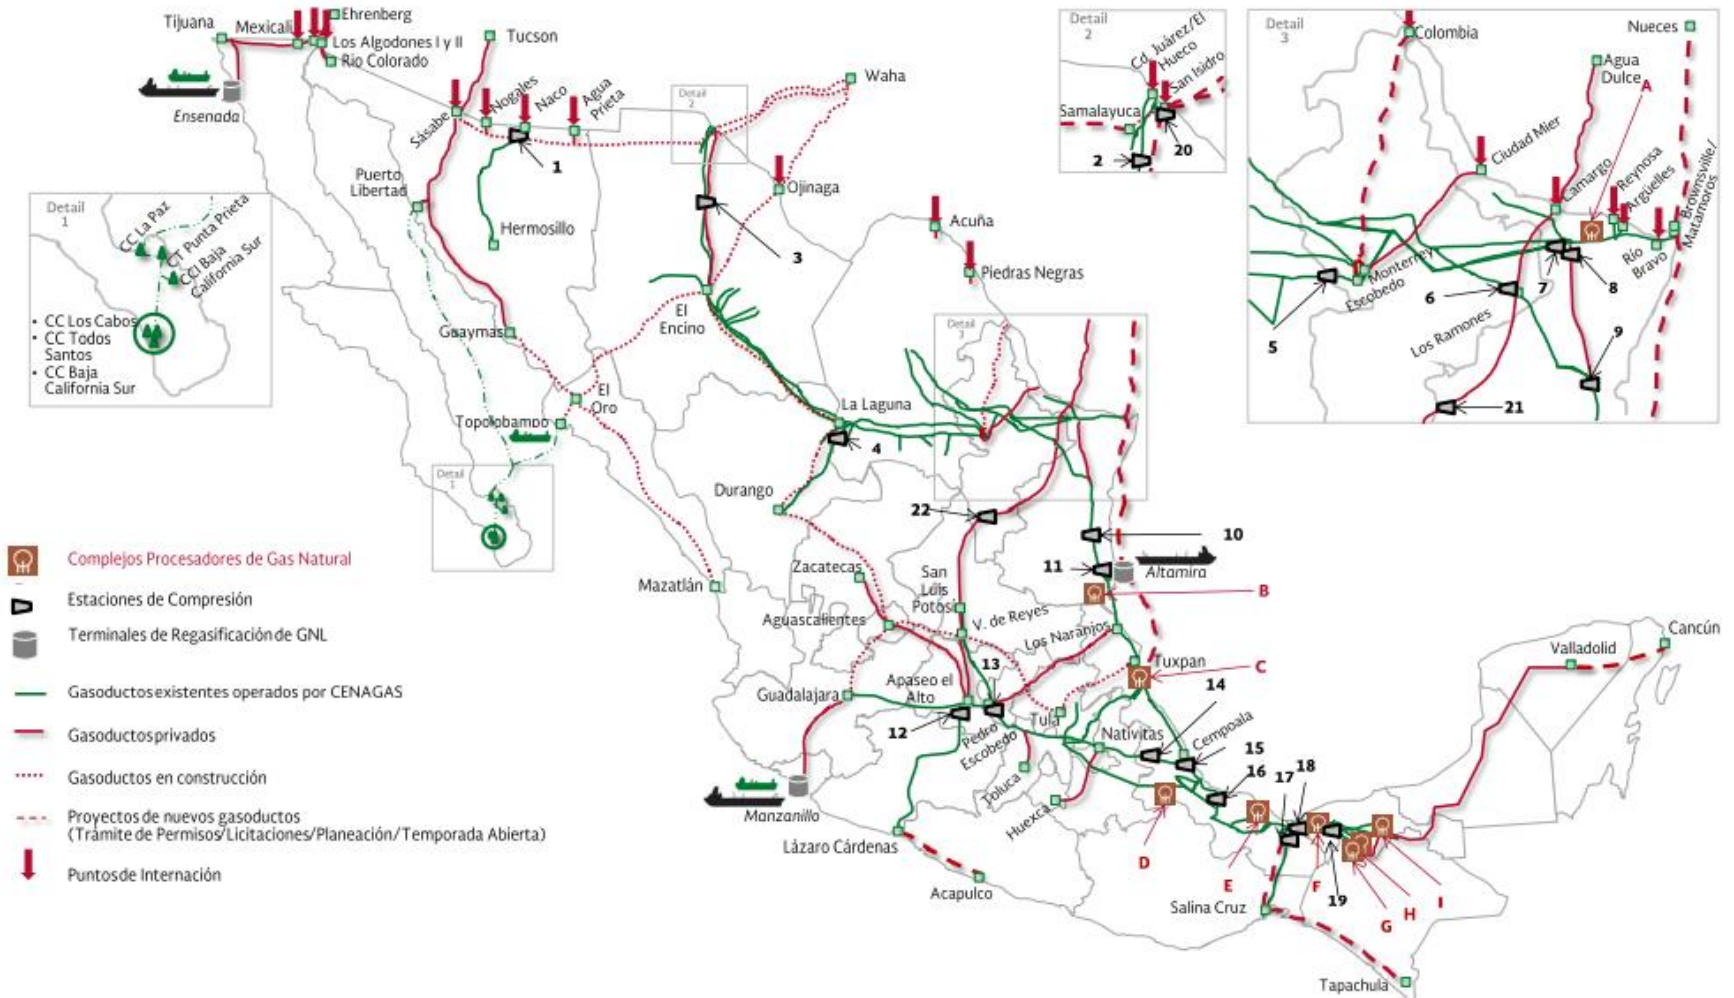 Tijuana
Mexicali
Ehrenberg
Los Algodones I y II
Rio Colorado
Ensenada
Tucson
Sásabe
Nogales
Naco
Agua
Prieta
1
Puerto
Libertad
Hermosillo
Detail
2
Waha
3
Ojinaga
Acuña
Piedras Negras
El
Encino
Guaymas
El
Oro
Topolobampo
Detail
1
La Laguna
4
Detail
3
Durango
Mazatlán
Detail
1
CC La Paz
CT Punta Prieta
CCI Baja
California Sur
• CC Los Cabos
• CC Todos
Santos
• CC Baja
California Sur
Detail
2
Cd. Juárez/El
Hueco
San Isidro
Samalayuca
2
20
Detail
3
Colombia
Nueces
Agua
Dulce
A
Ciudad Mier
Camargo
Reynosa
Argüelles
Brownsville/
Matamoros
Río
Bravo
Monterrey
Escobedo
5
6
7
8
Los Ramones
9
21
22
10
11
Altamira
B
Zacatecas
San
Luis
Potosí
V. de Reyes
Los Naranjos
Aguascalientes
Tuxpan
C
13
14
Guadalajara
Apaseo el
Alto
12
Pedro
Escobedo
Tula
Nativitas
Cempoala
15
16
17
18
Toluca
Huexca
Manzanillo
Lázaro Cárdenas
Acapulco
D
E
F
19
G
H
I
Salina Cruz
Tapachula
Valladolid
Cancún
Complejos Procesadores de Gas Natural
Estaciones de Compresión
Terminales de Regasificación de GNL
Gasoductos existentes operados por CENAGAS
Gasoductos privados
Gasoductos en construcción
Proyectos de nuevos gasoductos
(Trámite de Permisos/Licitaciones/Planeación/Temporada Abierta)
Puntos de Internación